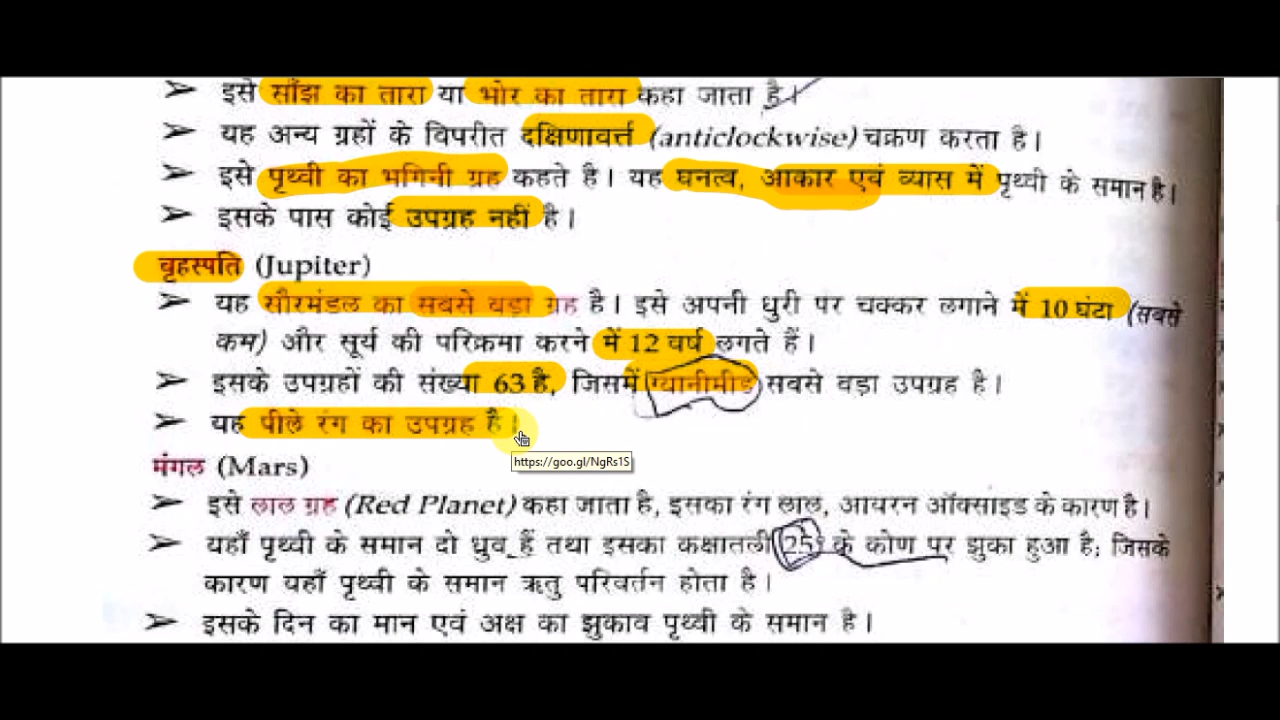 ➢ इसे साँझ का तारा या भोर का तारा कहा जाता है।
➢ यह अन्य ग्रहों के विपरीत दक्षिणावर्त्त (anticlockwise) चक्रण करता है।
➢ इसे पृथ्वी का भगिनी ग्रह कहते है। यह घनत्व, आकार एवं व्यास में पृथ्वी के समान है।
➢ इसके पास कोई उपग्रह नहीं है।
बृहस्पति (Jupiter)
➢ यह सौरमंडल का सबसे बड़ा ग्रह है। इसे अपनी धुरी पर चक्कर लगाने में 10 घंटा (सबसे
कम) और सूर्य की परिक्रमा करने में 12 वर्ष लगते हैं।
➢ इसके उपग्रहों की संख्या 63 है, जिसमें ग्यानीमीड सबसे बड़ा उपग्रह है।
➢ यह पीले रंग का उपग्रह है।
https://goo.gl/NgRs1S
मंगल (Mars)
➢ इसे लाल ग्रह (Red Planet) कहा जाता है, इसका रंग लाल, आयरन ऑक्साइड के कारण है।
➢ यहाँ पृथ्वी के समान दो ध्रुव हैं तथा इसका कक्षातली 25° के कोण पर झुका हुआ है; जिसके
कारण यहाँ पृथ्वी के समान ऋतु परिवर्तन होता है।
➢ इसके दिन का मान एवं अक्ष का झुकाव पृथ्वी के समान है।